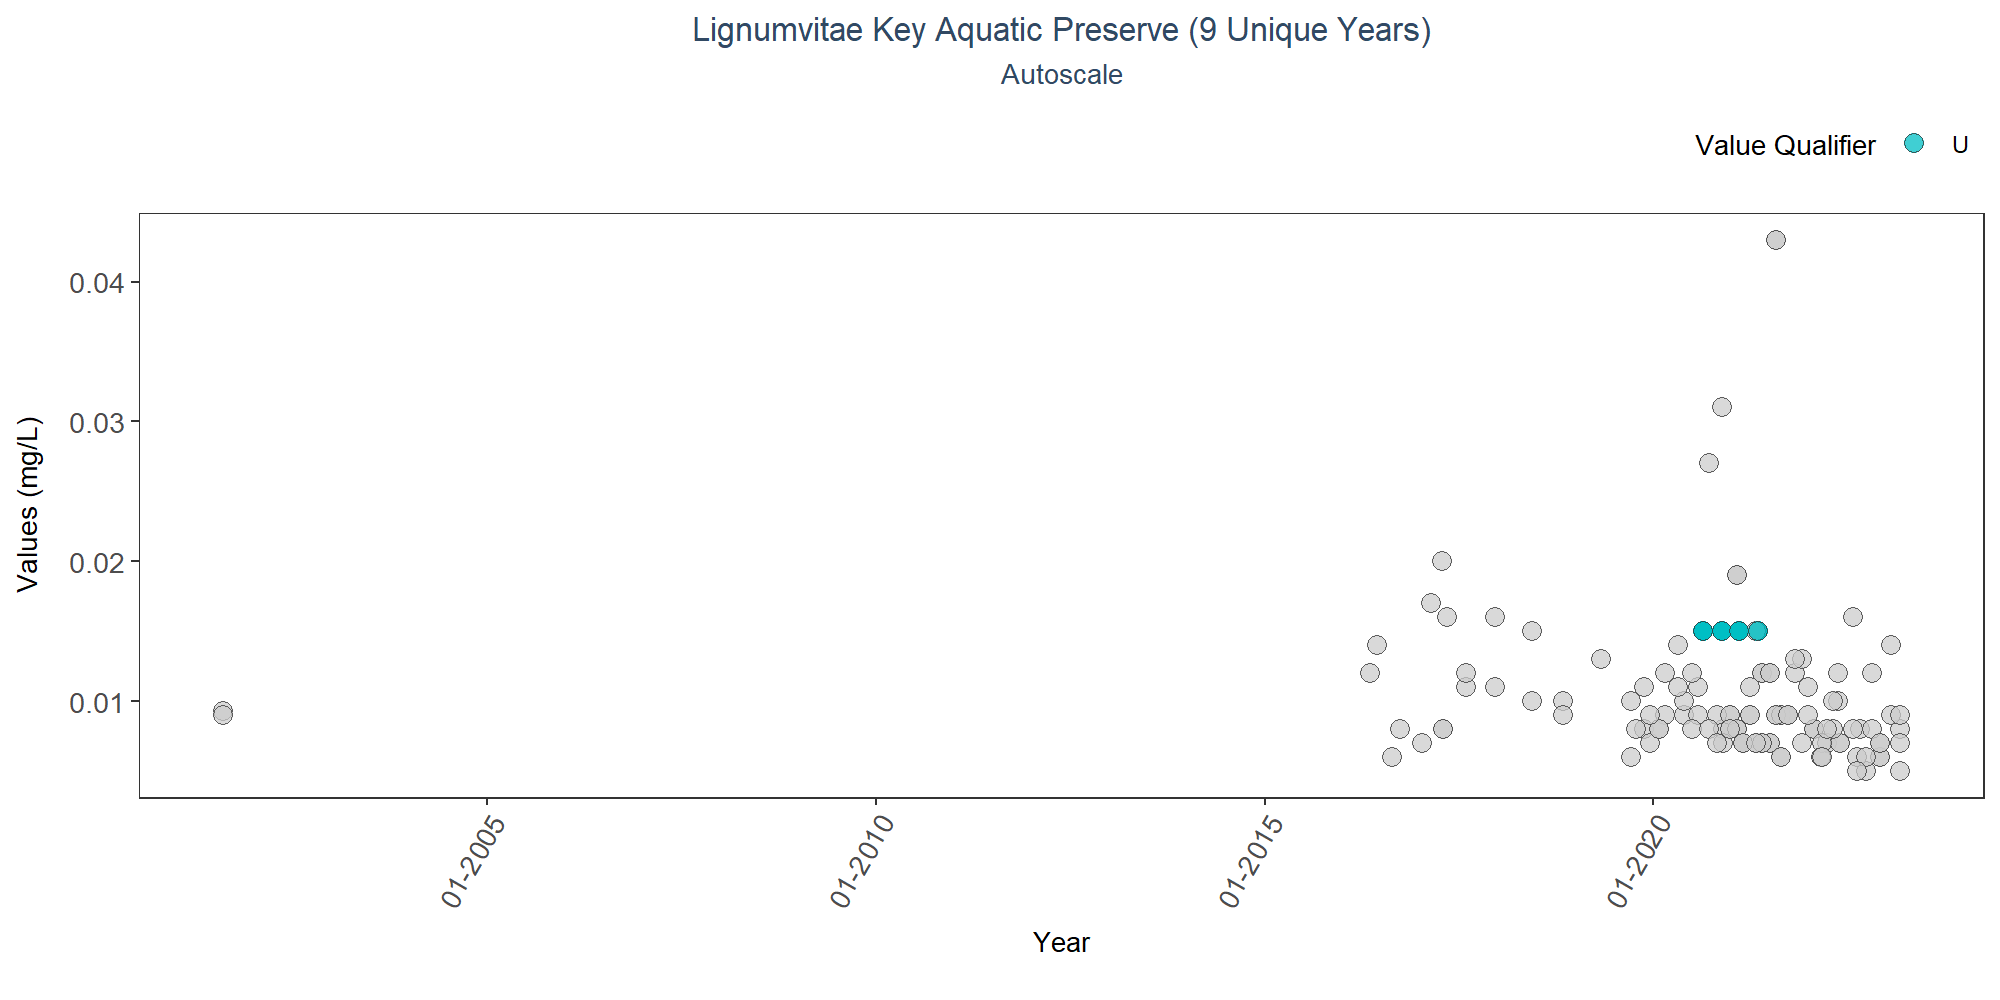 Lignumvitae Key Aquatic Preserve (9 Unique Years)
Autoscale
Value Qualifier U
Values (mg/L)
0.04
0.03
0.02
0.01
01-2005 01-2010 01-2015 01-2020
Year